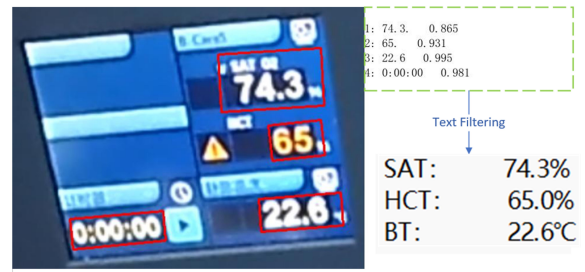 B-Care5
SAT O2
74.3 %
HCT
65 %
22.6
0:00:00
1: 74.3. 0.865
2: 65. 0.931
3: 22.6 0.995
4: 0:00:00 0.981
Text Filtering
SAT: 74.3%
HCT: 65.0%
BT: 22.6℃